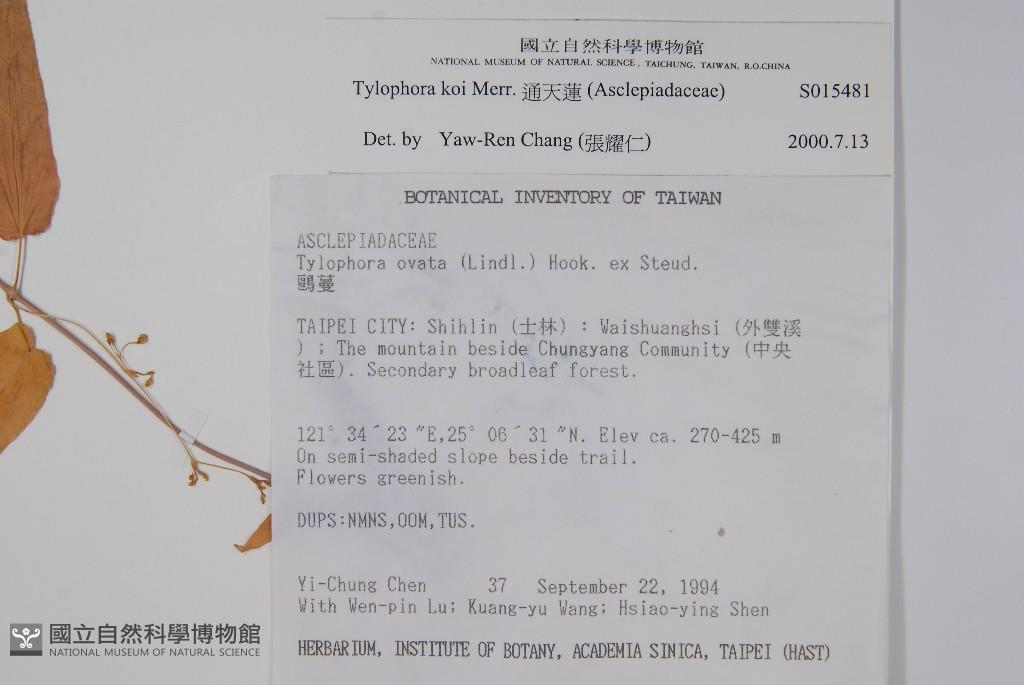 國立自然科學博物館
NATIONAL MUSEUM OF NATURAL SCIENCE, TAICHUNG, TAIWAN, R.O.CHINA
Tylophora koi Merr. 通天蓮 (Asclepiadaceae) S015481
Det. by Yaw-Ren Chang (張耀仁) 2000.7.13
BOTANICAL INVENTORY OF TAIWAN
ASCLEPIADACEAE
Tylophora ovata (Lindl.) Hook. ex Steud.
鷗蔓
TAIPEI CITY: Shihlin (士林) : Waishuanghsi (外雙溪
) ; The mountain beside Chungyang Community (中央
社區). Secondary broadleaf forest.
121° 34´23 ″E,25° 06´31 ″N. Elev ca. 270-425 m
On semi-shaded slope beside trail.
Flowers greenish.
DUPS:NMNS,OOM,TUS.
Yi-Chung Chen 37 September 22, 1994
With Wen-pin Lu; Kuang-yu Wang; Hsiao-ying Shen
HERBARIUM, INSTITUTE OF BOTANY, ACADEMIA SINICA, TAIPEI (HAST)
國立自然科學博物館
NATIONAL MUSEUM OF NATURAL SCIENCE